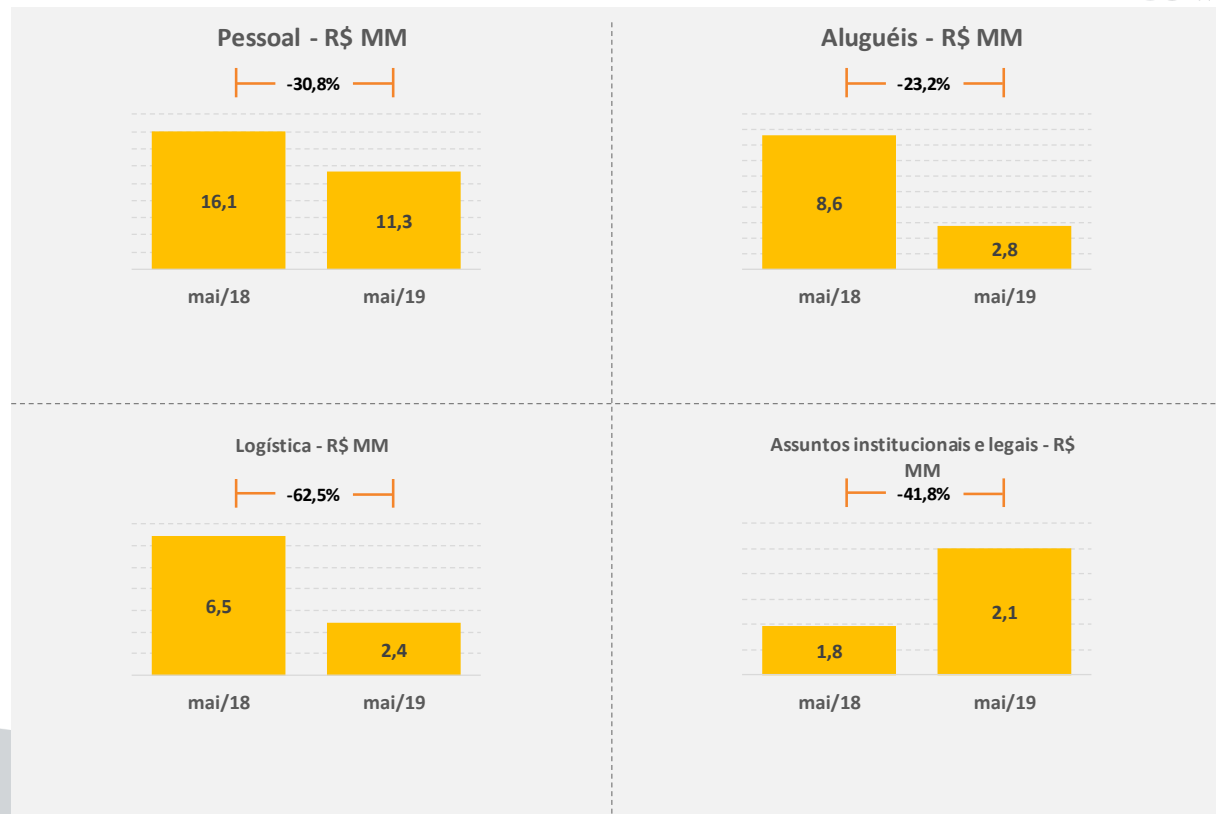 Pessoal - R$ MM
-30,8%
16,1
11,3
mai/18
mai/19
Aluguéis - R$ MM
-23,2%
8,6
2,8
mai/18
mai/19
Logística - R$ MM
-62,5%
6,5
2,4
mai/18
mai/19
Assuntos institucionais e legais - R$
MM
-41,8%
1,8
2,1
mai/18
mai/19